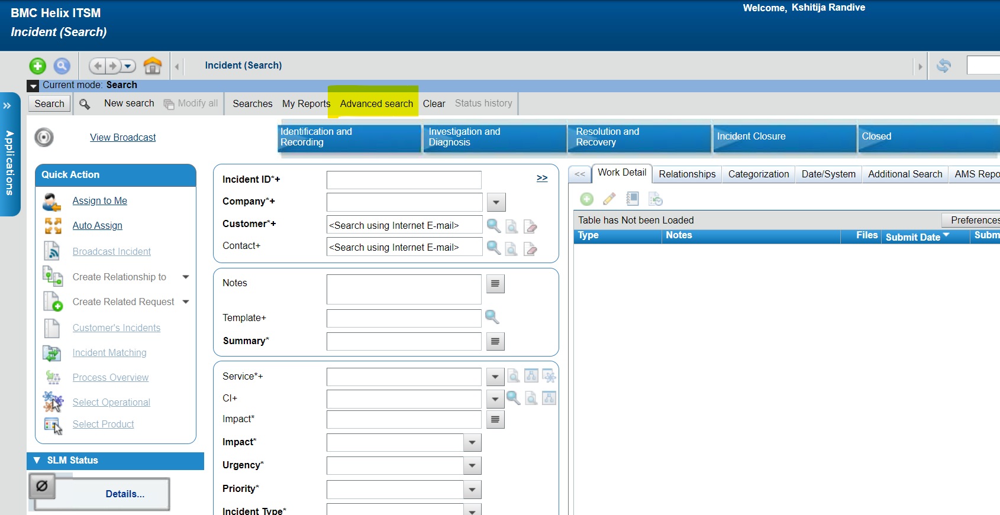 BMC Helix ITSM
Welcome, Kshitija Randive
Incident (Search)
Incident (Search)
Current mode: Search
Search New search Modify all Searches My Reports Advanced search Clear Status history
Applications
View Broadcast
Identification and
Recording
Investigation and
Diagnosis
Resolution and
Recovery
Incident Closure
Closed
Quick Action
Assign to Me
Auto Assign
Broadcast Incident
Create Relationship to
Create Related Request
Customer's Incidents
Incident Matching
Process Overview
Select Operational
Select Product
SLM Status
Details...
Incident ID*+ >>
Company*+
Customer*+ <Search using Internet E-mail>
Contact+ <Search using Internet E-mail>
Notes
Template+
Summary*
Service*+
CI+
Impact*
Impact*
Urgency*
Priority*
Incident Type*
<< Work Detail Relationships Categorization Date/System Additional Search AMS Repo
Table has Not been Loaded Preferences
Type Notes Files Submit Date Subm